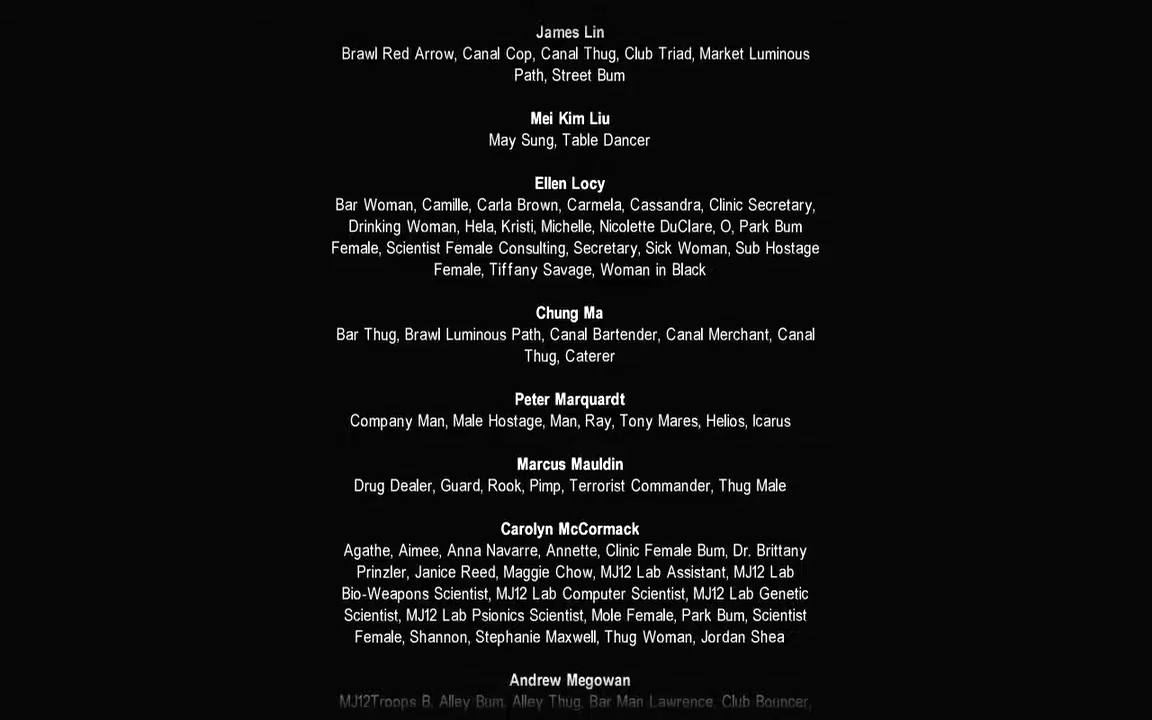 James Lin
Brawl Red Arrow, Canal Cop, Canal Thug, Club Triad, Market Luminous
Path, Street Bum
Mei Kim Liu
May Sung, Table Dancer
Ellen Locy
Bar Woman, Camille, Carla Brown, Carmela, Cassandra, Clinic Secretary,
Drinking Woman, Hela, Kristi, Michelle, Nicolette DuClare, O, Park Bum
Female, Scientist Female Consulting, Secretary, Sick Woman, Sub Hostage
Female, Tiffany Savage, Woman in Black
Chung Ma
Bar Thug, Brawl Luminous Path, Canal Bartender, Canal Merchant, Canal
Thug, Caterer
Peter Marquardt
Company Man, Male Hostage, Man, Ray, Tony Mares, Helios, Icarus
Marcus Mauldin
Drug Dealer, Guard, Rook, Pimp, Terrorist Commander, Thug Male
Carolyn McCormack
Agathe, Aimee, Anna Navarre, Annette, Clinic Female Bum, Dr. Brittany
Prinzler, Janice Reed, Maggie Chow, MJ12 Lab Assistant, MJ12 Lab
Bio-Weapons Scientist, MJ12 Lab Computer Scientist, MJ12 Lab Genetic
Scientist, MJ12 Lab Psionics Scientist, Mole Female, Park Bum, Scientist
Female, Shannon, Stephanie Maxwell, Thug Woman, Jordan Shea
Andrew Megowan
MJ12Troops B, Alley Bum, Alley Thug, Bar Man Lawrence, Club Bouncer,